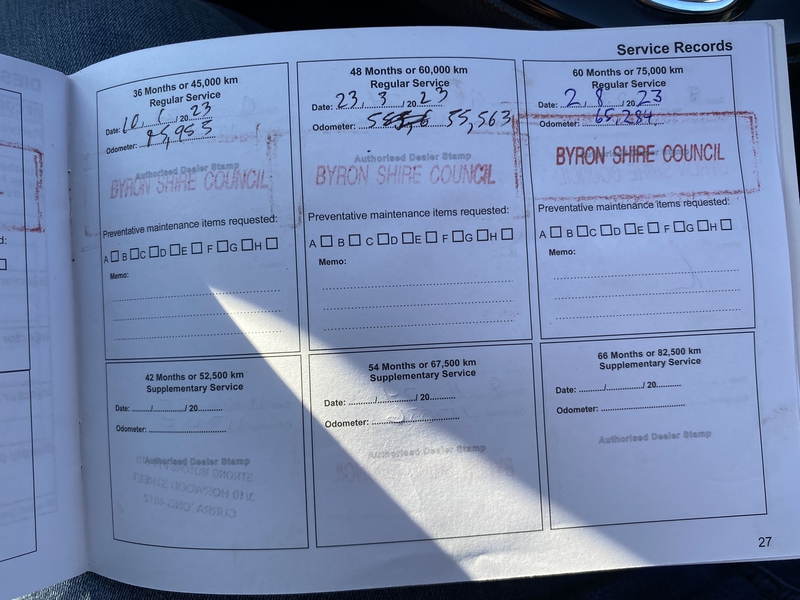 Service Records
36 Months or 45,000 km
Regular Service
Date: 10, 1 / 20 23
Odometer: 45,955
Authorised Dealer Stamp
BYRON SHIRE COUNCIL
Preventative maintenance items requested:
A B C D E F G H
Memo:
48 Months or 60,000 km
Regular Service
Date: 23, 3 / 20 23
Odometer: 55,563
Authorised Dealer Stamp
BYRON SHIRE COUNCIL
Preventative maintenance items requested:
A B C D E F G H
Memo:
60 Months or 75,000 km
Regular Service
Date: 2, 8 / 20 23
Odometer: 65,284
BYRON SHIRE COUNCIL
Preventative maintenance items requested:
A B C D E F G H
Memo:
42 Months or 52,500 km
Supplementary Service
Date: ....../............/ 20.........
Odometer: ............................
Authorised Dealer Stamp
54 Months or 67,500 km
Supplementary Service
Date: ........./............/ 20.........
Odometer: ............................
66 Months or 82,500 km
Supplementary Service
Date: ........./............/ 20.........
Odometer: ............................
Authorised Dealer Stamp
27